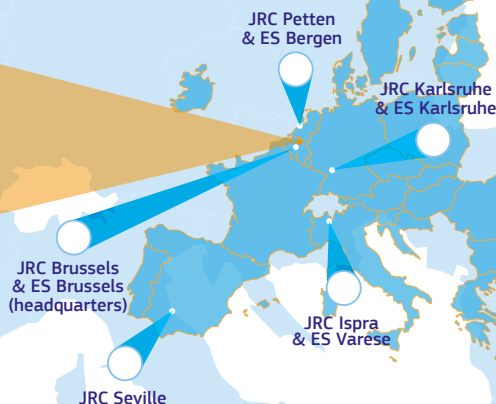 JRC Petten
& ES Bergen
JRC Karlsruhe
& ES Karlsruhe
JRC Brussels
& ES Brussels
(headquarters)
JRC Ispra
& ES Varese
JRC Seville